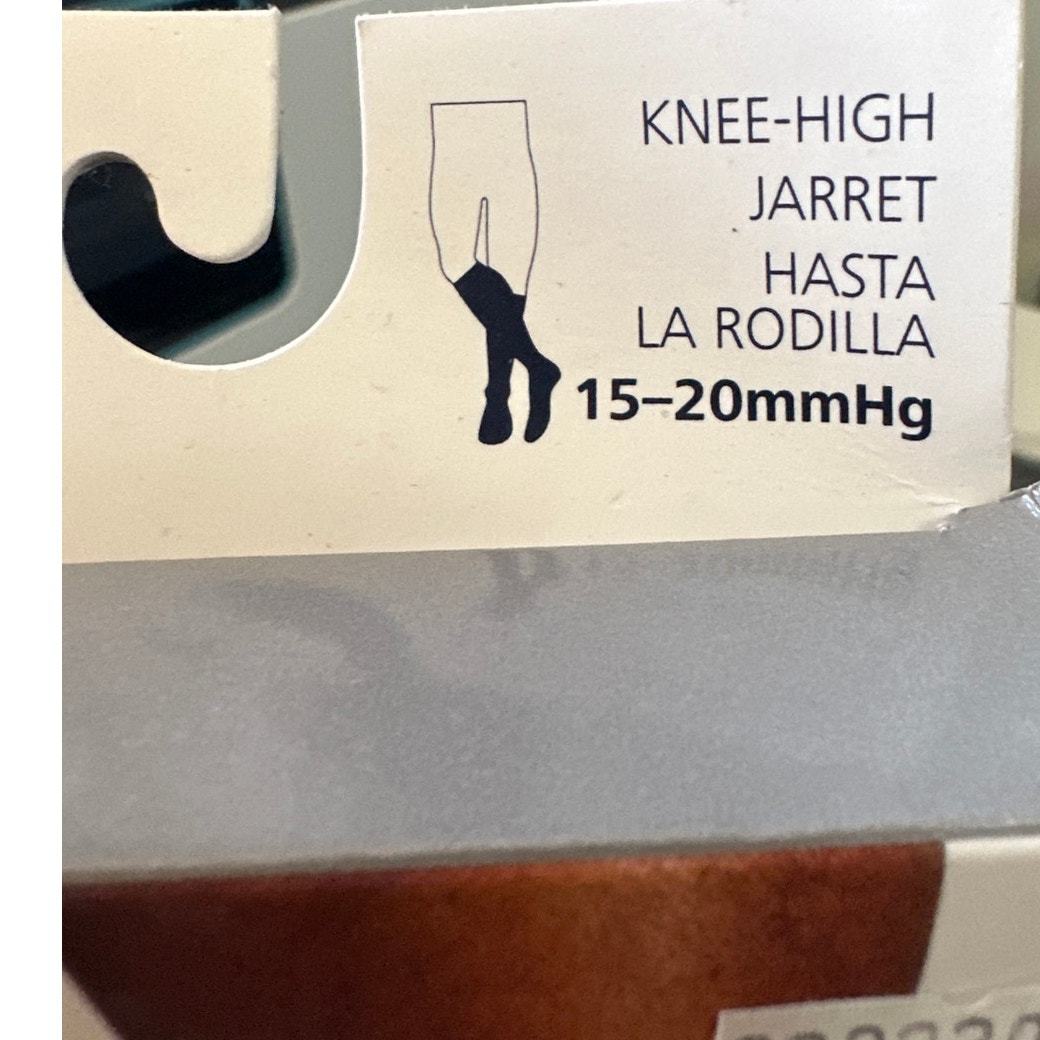 KNEE-HIGH
JARRET
HASTA
LA RODILLA
15–20mmHg